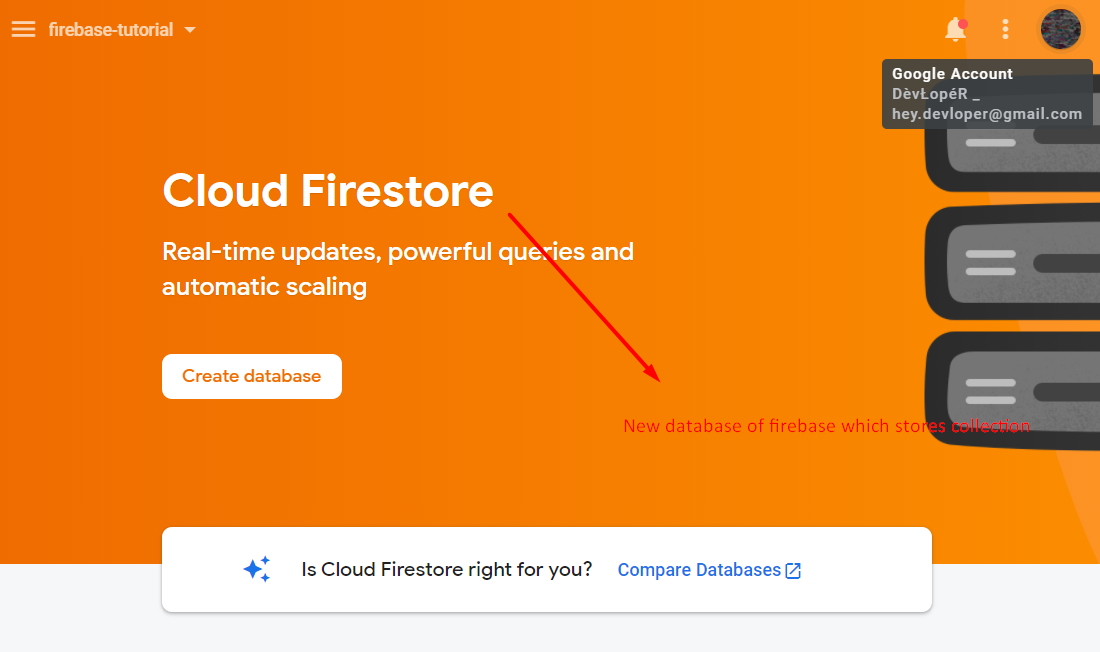 firebase-tutorial
Google Account
DèvŁopéR _
hey.devloper@gmail.com
Cloud Firestore
Real-time updates, powerful queries and
automatic scaling
Create database
New database of firebase which stores collection
Is Cloud Firestore right for you? Compare Databases